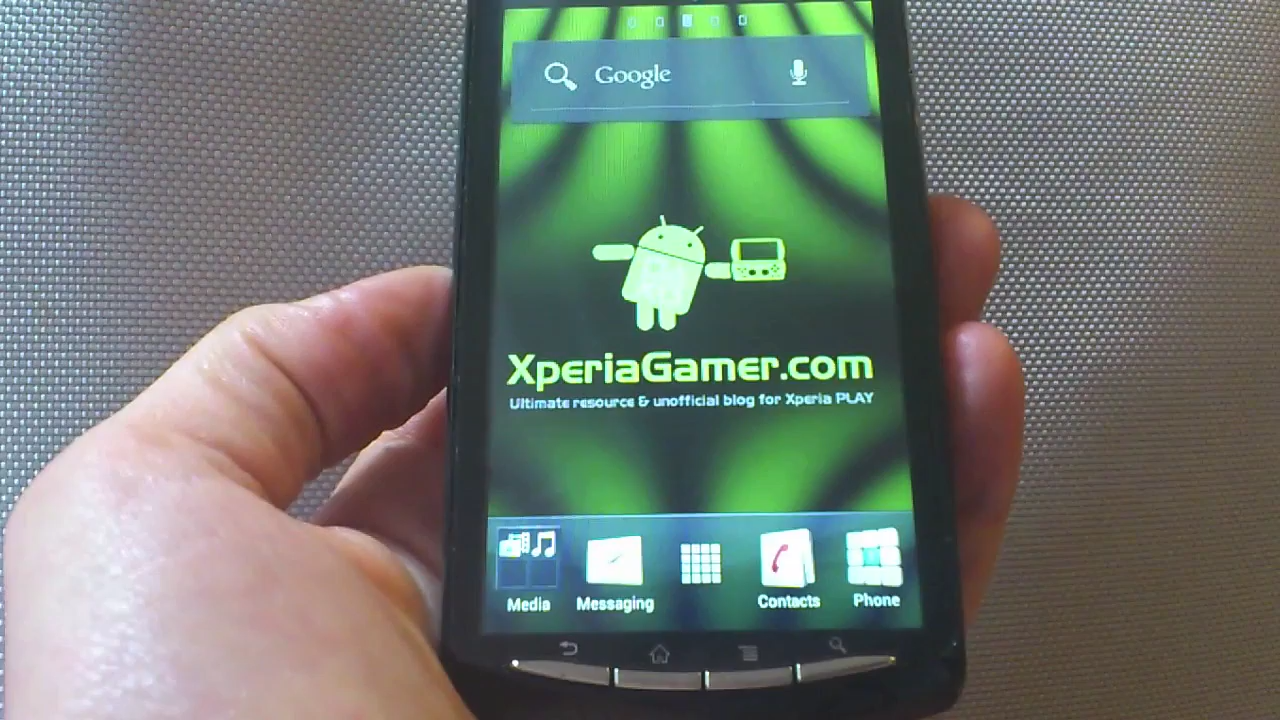 Google
XperiaGamer.com
Ultimate resource & unofficial blog for Xperia PLAY
Media Messaging Contacts Phone